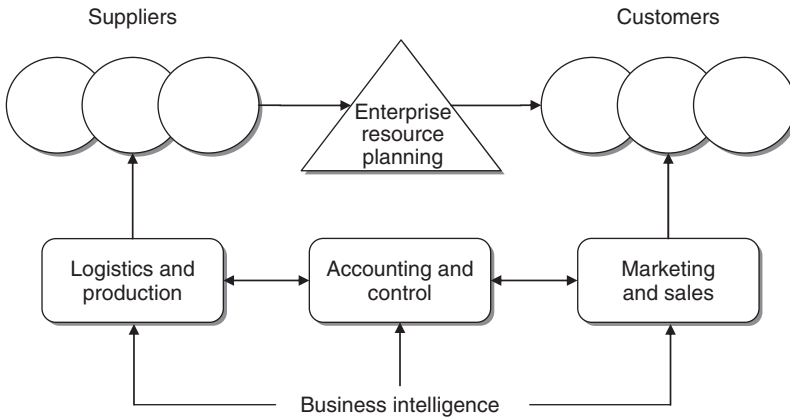 Suppliers
Customers
Enterprise
resource
planning
Logistics and
production
Accounting and
control
Marketing
and sales
Business intelligence